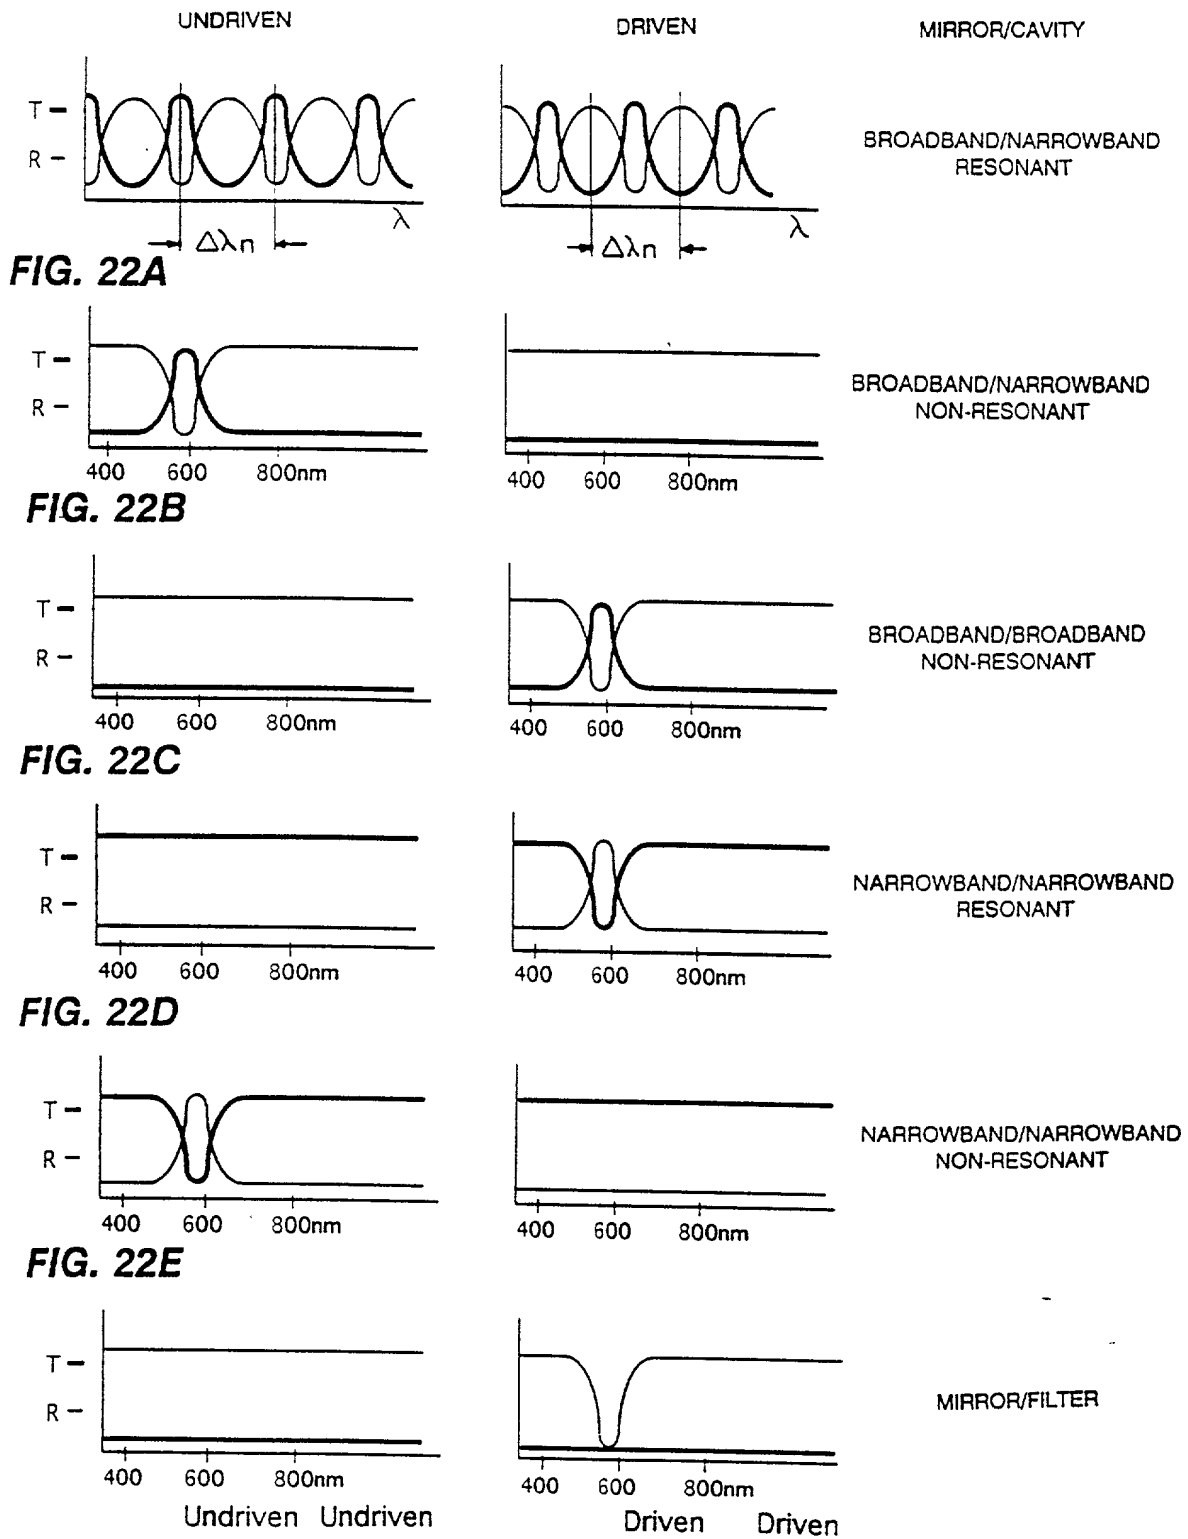 UNDRIVEN
DRIVEN
MIRROR/CAVITY
T
R
λ
Δλn
λ
Δλn
BROADBAND/NARROWBAND
RESONANT
FIG. 22A
T
R
400 600 800nm
400 600 800nm
BROADBAND/NARROWBAND
NON-RESONANT
FIG. 22B
T
R
400 600 800nm
400 600 800nm
BROADBAND/BROADBAND
NON-RESONANT
FIG. 22C
T
R
400 600 800nm
400 600 800nm
NARROWBAND/NARROWBAND
RESONANT
FIG. 22D
T
R
400 600 800nm
400 600 800nm
NARROWBAND/NARROWBAND
NON-RESONANT
FIG. 22E
T
R
400 600 800nm
400 600 800nm
MIRROR/FILTER
Undriven Undriven
Driven Driven